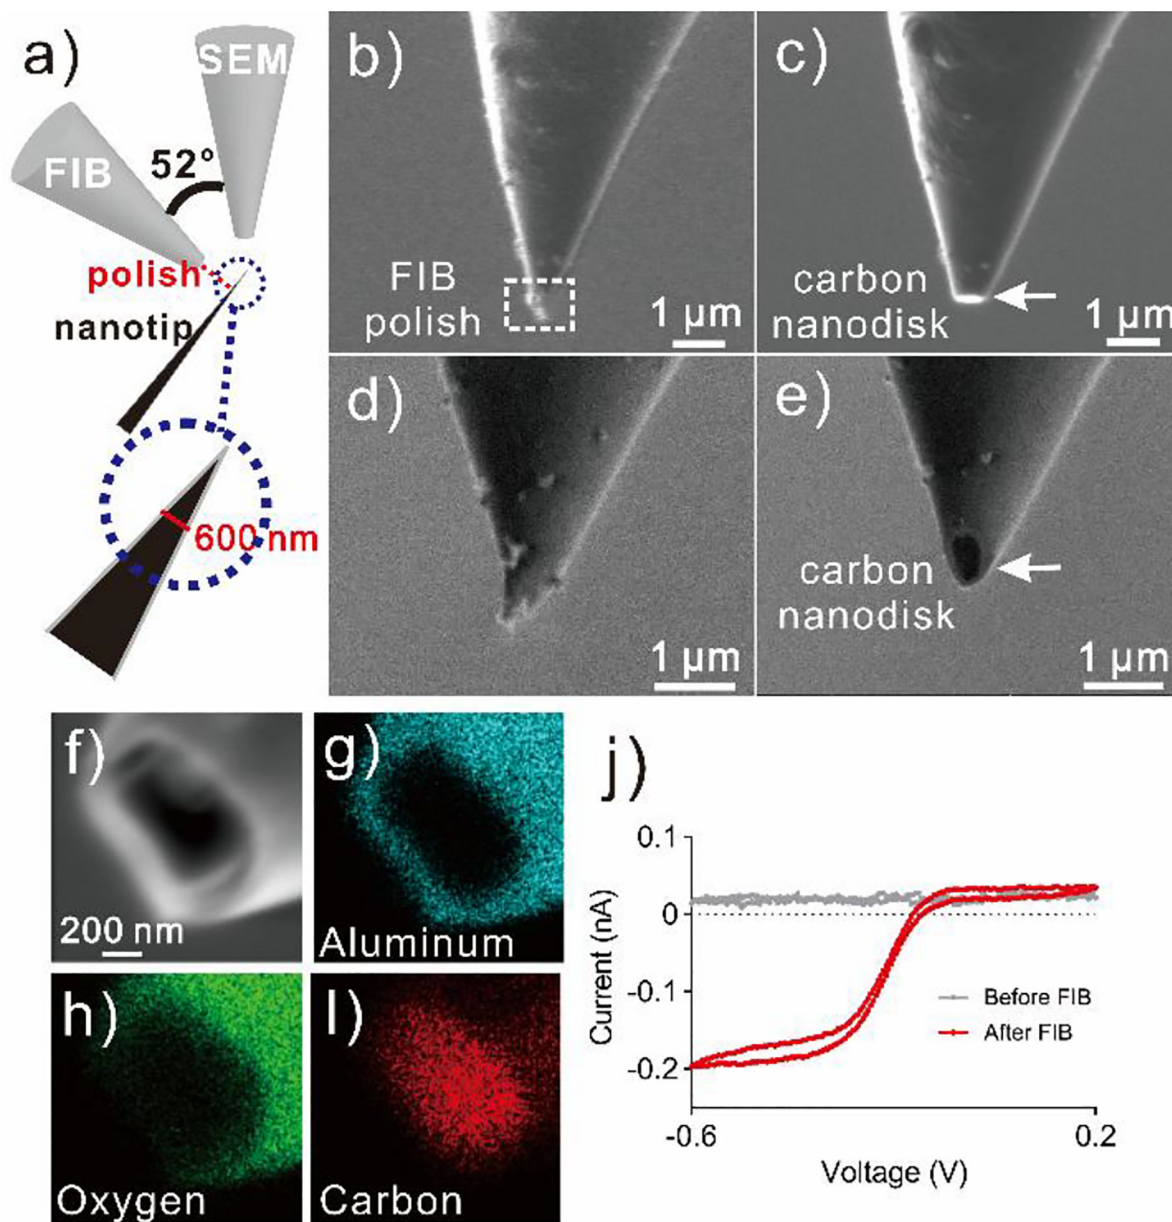 a)
SEM
FIB
52°
polish
nanotip
600 nm
b)
FIB
polish
1 μm
c)
carbon
nanodisk
1 μm
d)
1 μm
e)
carbon
nanodisk
1 μm
f)
200 nm
g)
Aluminum
h)
Oxygen
l)
Carbon
j)
0.1
0
-0.1
-0.2
Current (nA)
Before FIB
After FIB
-0.6
0.2
Voltage (V)